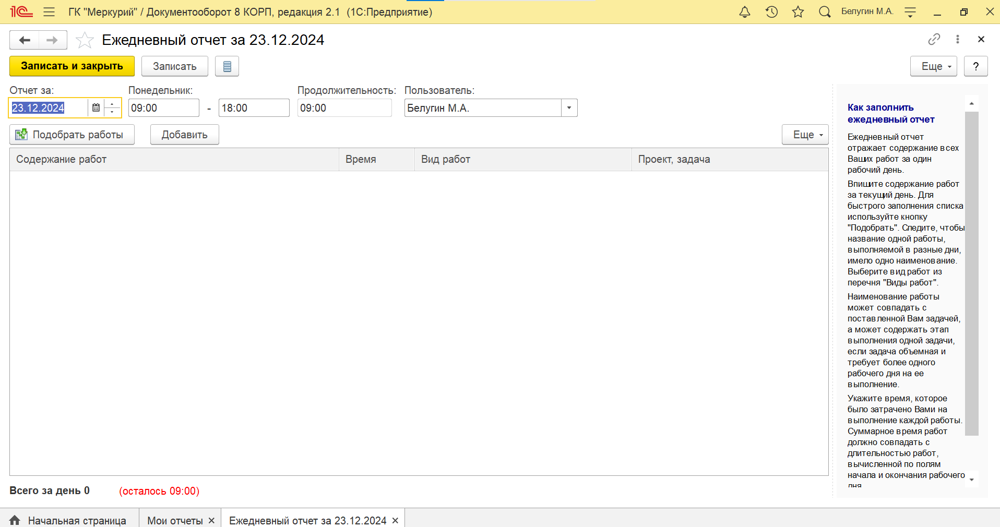 1С ГК "Меркурий" / Документооборот 8 КОРП, редакция 2.1 (1С:Предприятие) Белугин М.А.
Ежедневный отчет за 23.12.2024
Записать и закрыть Записать Еще ?
Отчет за: Понедельник: Продолжительность: Пользователь:
23.12.2024 09:00 - 18:00 09:00 Белугин М.А.
Подобрать работы Добавить Еще
Содержание работ Время Вид работ Проект, задача
Всего за день 0 (осталось 09:00)
Как заполнить
ежедневный отчет
Ежедневный отчет
отражает содержание всех
Ваших работ за один
рабочий день.
Впишите содержание работ
за текущий день. Для
быстрого заполнения списка
используйте кнопку
"Подобрать". Следите, чтобы
название одной работы,
выполняемой в разные дни,
имело одно наименование.
Выберите вид работ из
перечня "Виды работ".
Наименование работы
может совпадать с
поставленной Вам задачей,
а может содержать этап
выполнения одной задачи,
если задача объемная и
требует более одного
рабочего дня на ее
выполнение.
Укажите время, которое
было затрачено Вами на
выполнение каждой работы.
Суммарное время работ
должно совпадать с
длительностью работ,
вычисленной по полям
начала и окончания рабочего
дня
Начальная страница Мои отчеты Ежедневный отчет за 23.12.2024